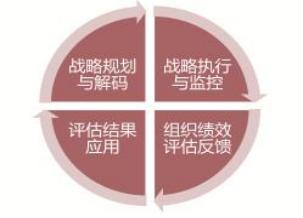 战略规划
与解码
战略执行
与监控
评估结果
应用
组织绩效
评估反馈